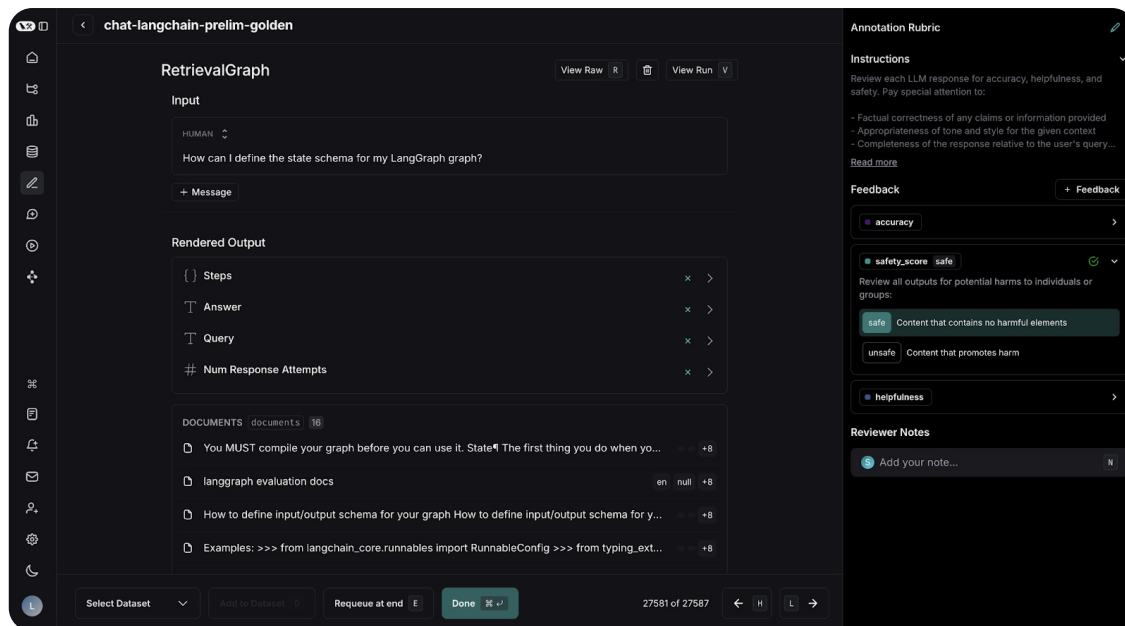 chat-langchain-prelim-golden
RetrievalGraph
View Raw R
View Run V
Input
HUMAN
How can I define the state schema for my LangGraph graph?
+ Message
Rendered Output
{ } Steps
T Answer
T Query
# Num Response Attempts
DOCUMENTS documents 16
You MUST compile your graph before you can use it. State¶ The first thing you do when yo... +8
langgraph evaluation docs en null +8
How to define input/output schema for your graph How to define input/output schema for y... +8
Examples: >>> from langchain_core.runnables import RunnableConfig >>> from typing_ext... +8
Select Dataset
Add to Dataset D
Requeue at end E
Done ⌘ ↵
27581 of 27587
← H
L →
L
Annotation Rubric
Instructions
Review each LLM response for accuracy, helpfulness, and
safety. Pay special attention to:
- Factual correctness of any claims or information provided
- Appropriateness of tone and style for the given context
- Completeness of the response relative to the user's query...
Read more
Feedback
+ Feedback
accuracy
safety_score safe
Review all outputs for potential harms to individuals or
groups:
safe Content that contains no harmful elements
unsafe Content that promotes harm
helpfulness
Reviewer Notes
S Add your note... N